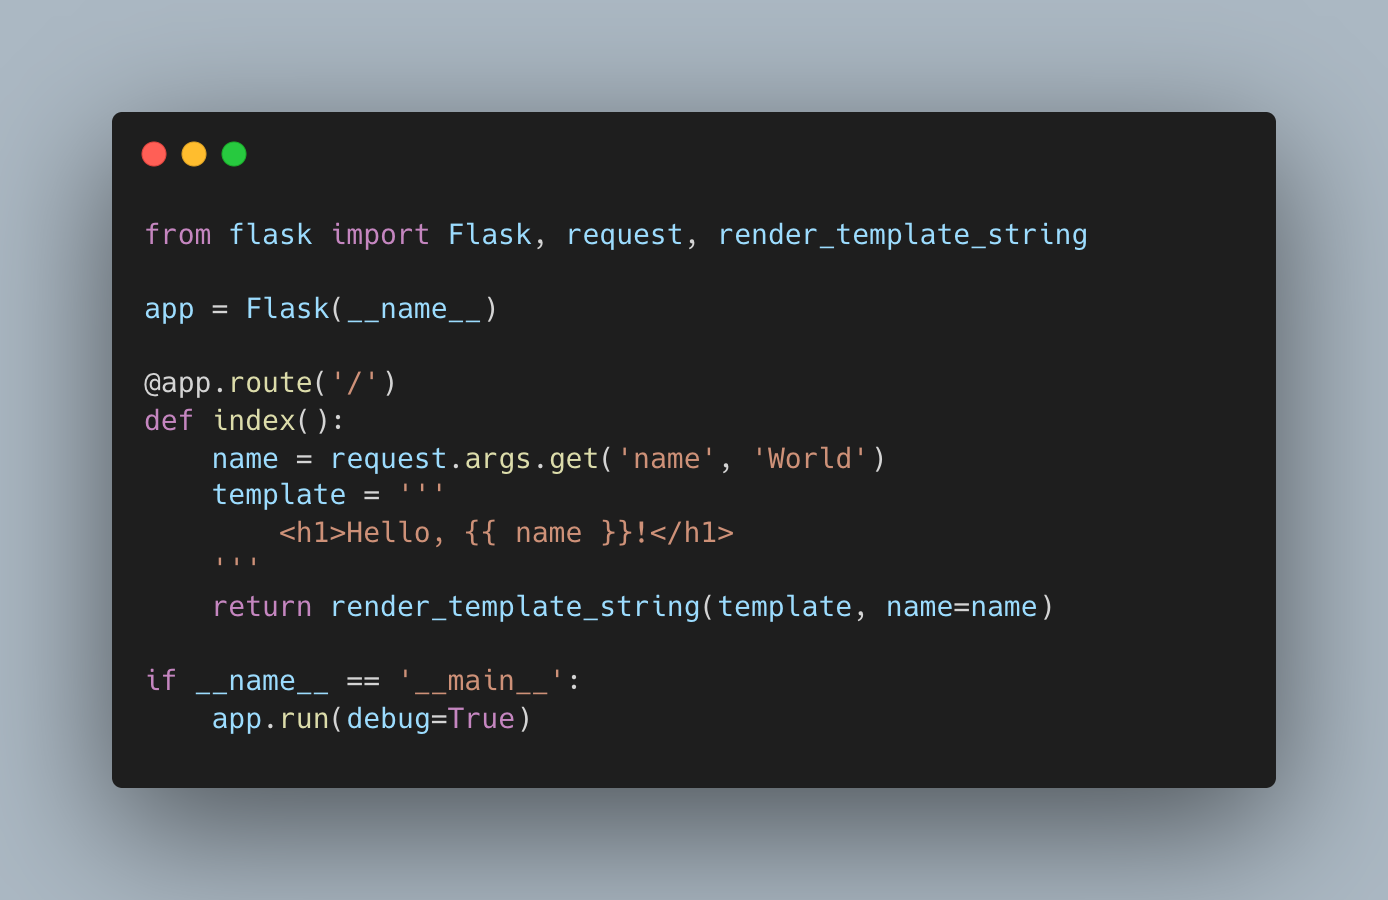 from flask import Flask, request, render_template_string

app = Flask(__name__)

@app.route('/')
def index():
    name = request.args.get('name', 'World')
    template = '''
        <h1>Hello, {{ name }}!</h1>
    '''
    return render_template_string(template, name=name)

if __name__ == '__main__':
    app.run(debug=True)